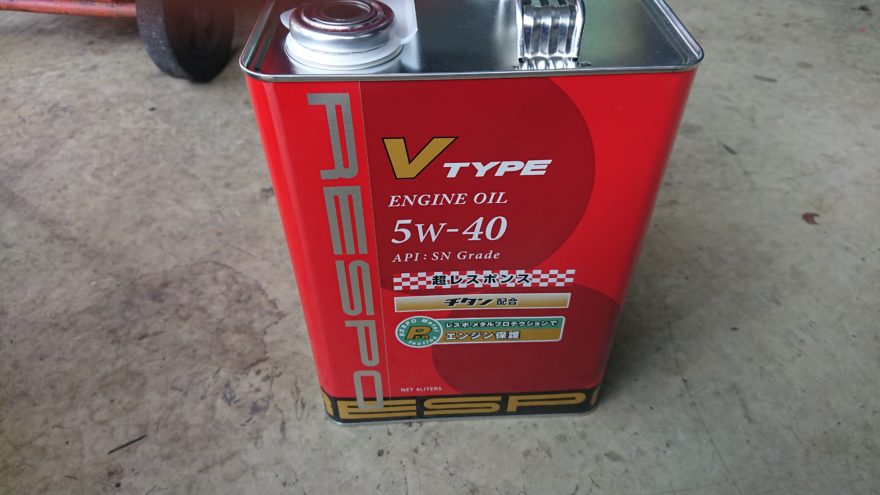 RESPO
V TYPE
ENGINE OIL
5W-40
API : SN Grade
超レスポンス
チタン 配合
RESPO Metal
P
レスポ メタルプロテクションで
エンジン保護
NET 4LITERS
RESP